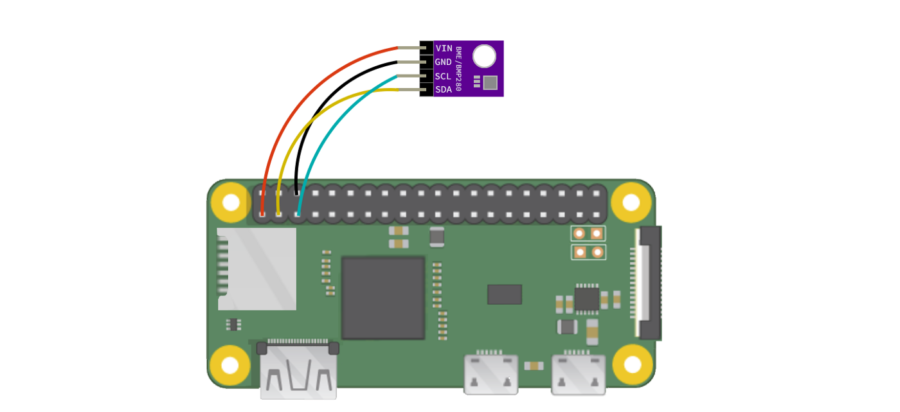 VIN
GND
SCL
SDA
BME/BMP280